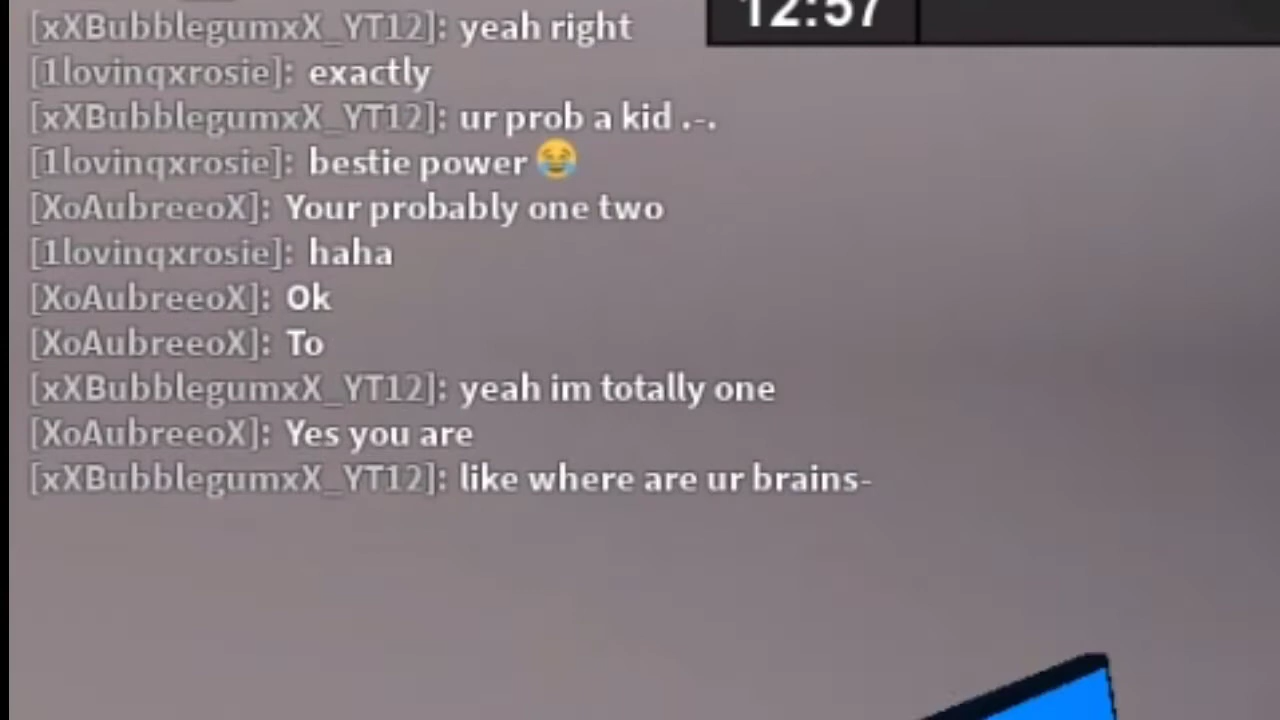 12:57
[xXBubblegumxX_YT12]: yeah right
[1lovinqxrosie]: exactly
[xXBubblegumxX_YT12]: ur prob a kid .-.
[1lovinqxrosie]: bestie power 😂
[XoAubreeoX]: Your probably one two
[1lovinqxrosie]: haha
[XoAubreeoX]: Ok
[XoAubreeoX]: To
[xXBubblegumxX_YT12]: yeah im totally one
[XoAubreeoX]: Yes you are
[xXBubblegumxX_YT12]: like where are ur brains-